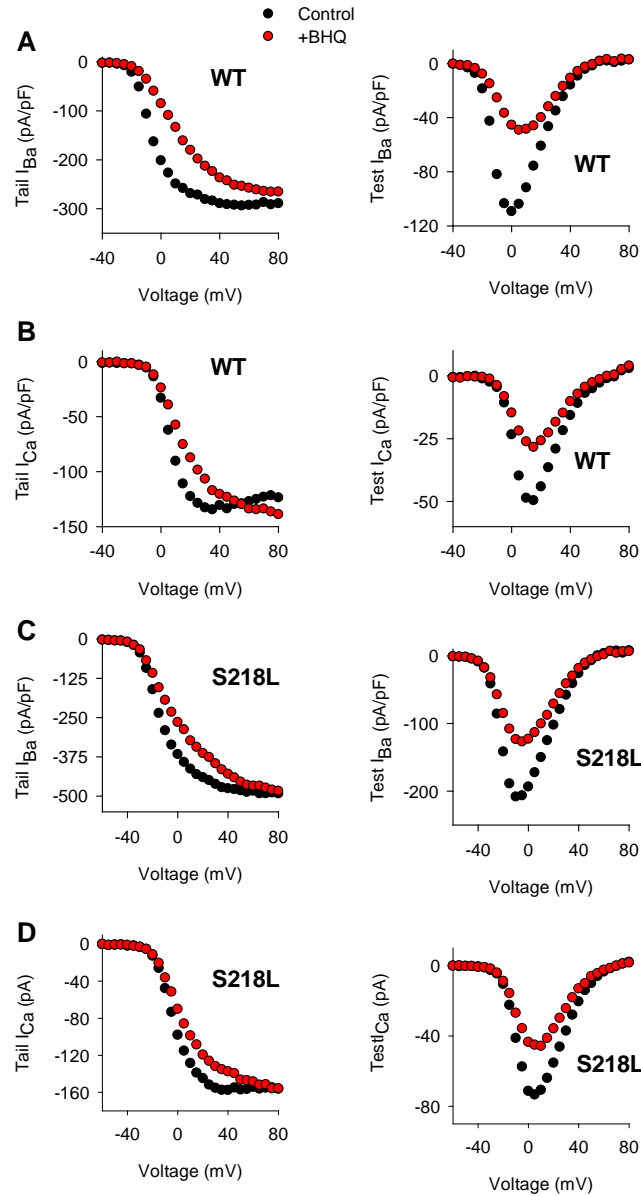 Control
+BHQ
A
WT
Tail I_Ba (pA/pF)
0
-100
-200
-300
-40 0 40 80
Voltage (mV)
WT
Test I_Ba (pA/pF)
0
-40
-80
-120
-40 0 40 80
Voltage (mV)
B
WT
Tail I_Ca (pA/pF)
0
-50
-100
-150
-40 0 40 80
Voltage (mV)
WT
Test I_Ca (pA/pF)
0
-25
-50
-40 0 40 80
Voltage (mV)
C
S218L
Tail I_Ba (pA/pF)
0
-125
-250
-375
-500
-40 0 40 80
Voltage (mV)
S218L
Test I_Ba (pA/pF)
0
-100
-200
-40 0 40 80
Voltage (mV)
D
S218L
Tail I_Ca (pA)
0
-40
-80
-120
-160
-40 0 40 80
Voltage (mV)
S218L
TestI_Ca (pA)
0
-40
-80
-40 0 40 80
Voltage (mV)